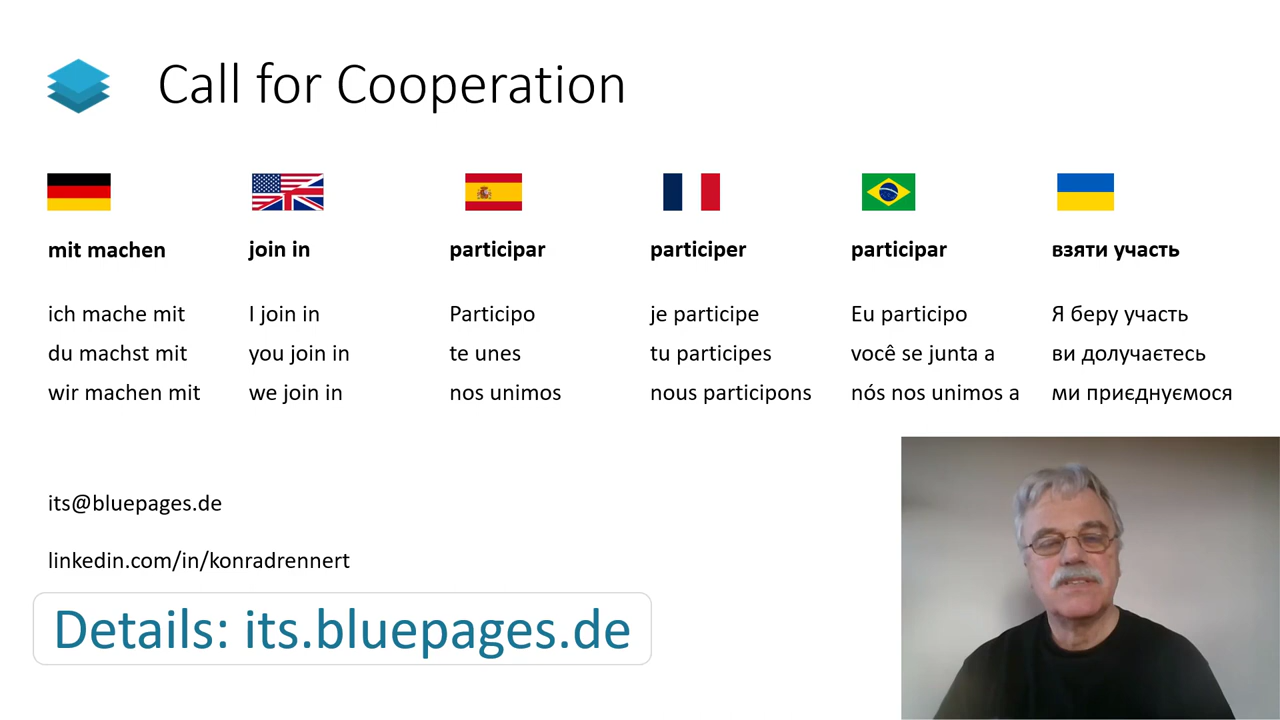 Call for Cooperation
mit machen
join in
participar
participer
participar
взяти участь
ich mache mit
I join in
Participo
je participe
Eu participo
Я беру участь
du machst mit
you join in
te unes
tu participes
você se junta a
ви долучаєтесь
wir machen mit
we join in
nos unimos
nous participons
nós nos unimos a
ми приєднуємося
its@bluepages.de
linkedin.com/in/konradrennert
Details: its.bluepages.de